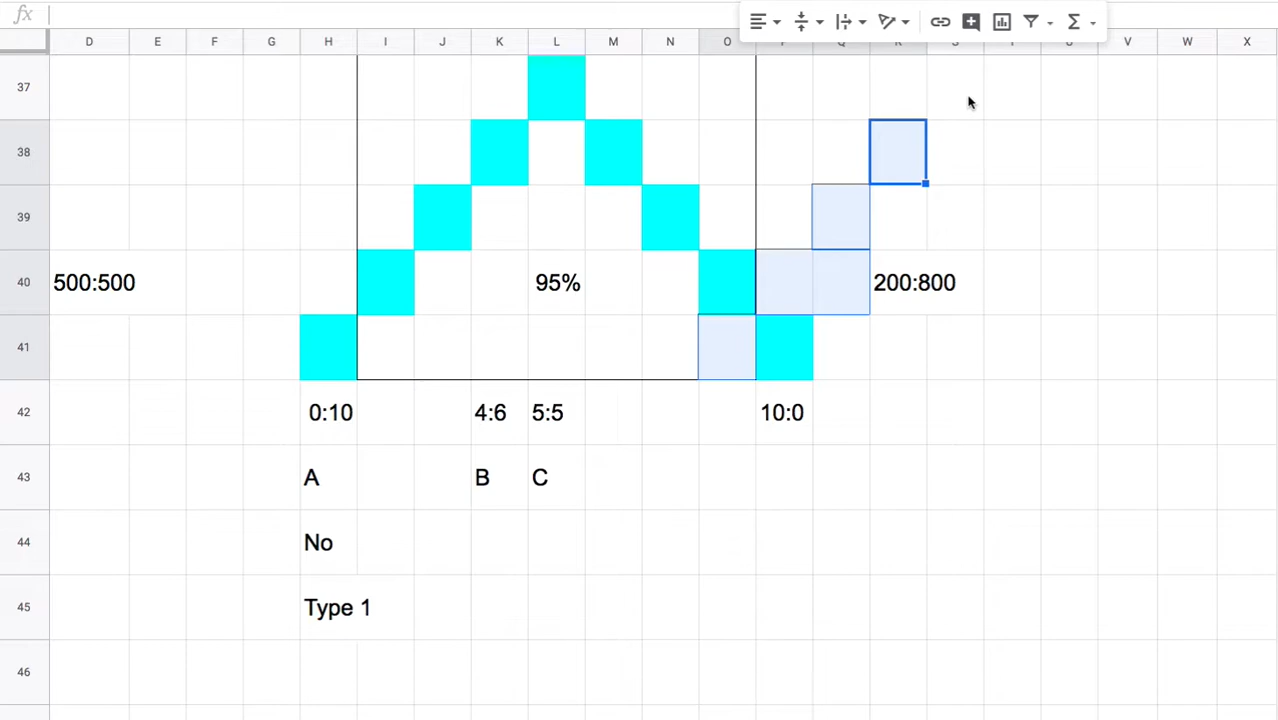 fx
D E F G H I J K L M N O P Q R S T U V W X
37
38
39
40 500:500 95% 200:800
41
42 0:10 4:6 5:5 10:0
43 A B C
44 No
45 Type 1
46